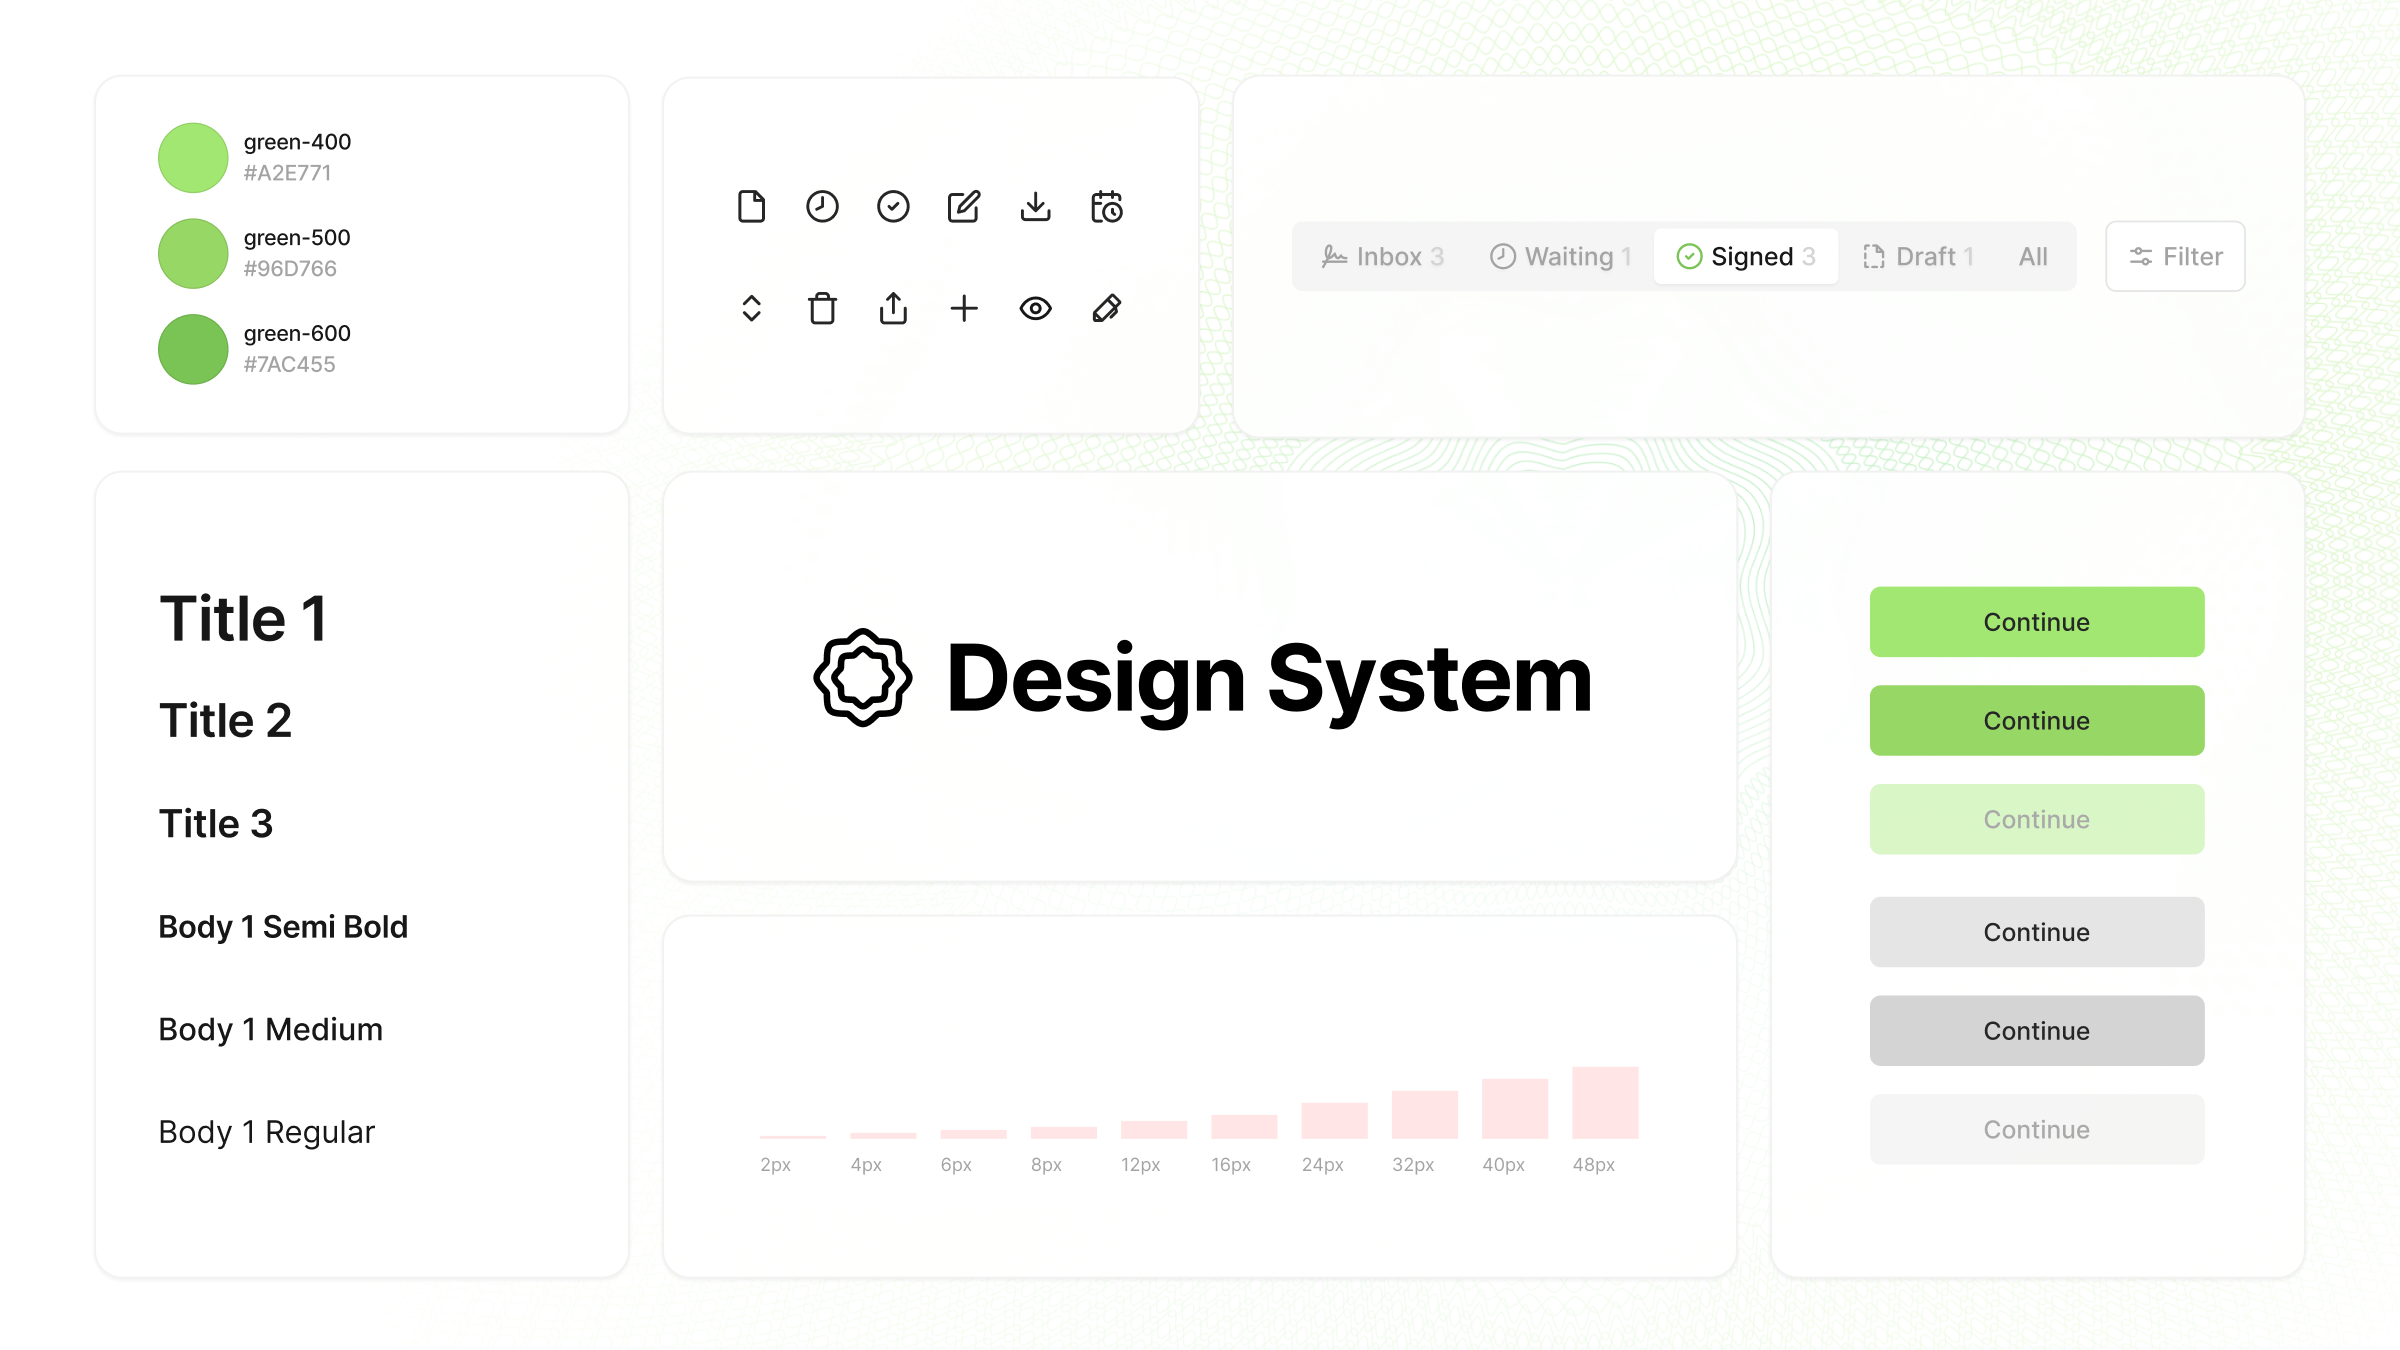 green-400
#A2E771
green-500
#96D766
green-600
#7AC455
Inbox 3
Waiting 1
Signed 3
Draft 1
All
Filter
Title 1
Title 2
Title 3
Body 1 Semi Bold
Body 1 Medium
Body 1 Regular
Design System
2px
4px
6px
8px
12px
16px
24px
32px
40px
48px
Continue
Continue
Continue
Continue
Continue
Continue